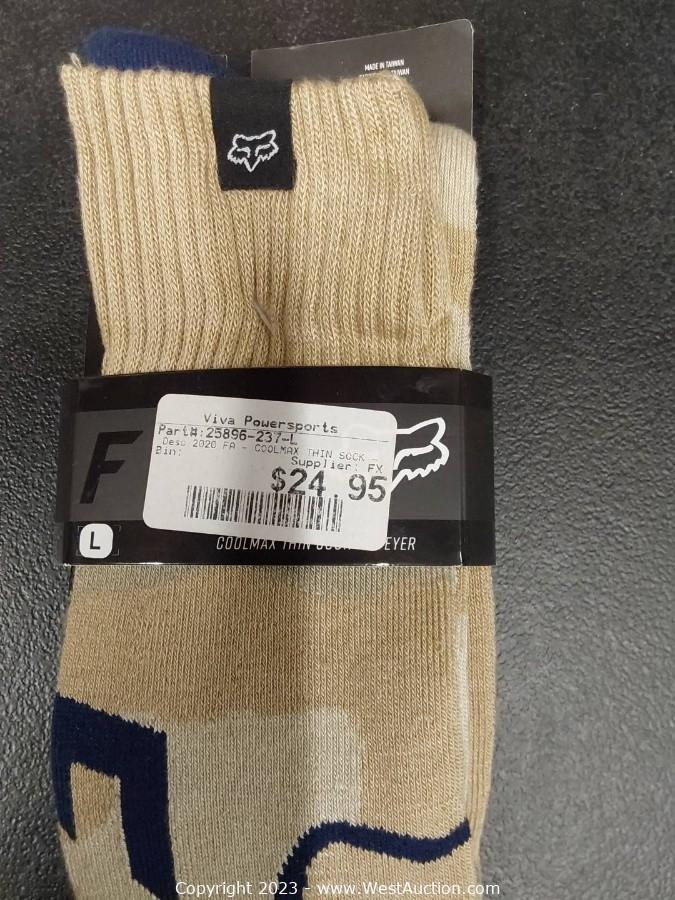 MADE IN TAIWAN
F
Viva Powersports
Part#:25896-237-L
Desc 2020 FA - COOLMAX THIN SOCK -
Bin:
Supplier: FX
$24.95
L
COOLMAX THIN EYER
Copyright 2023 - www.WestAuction.com